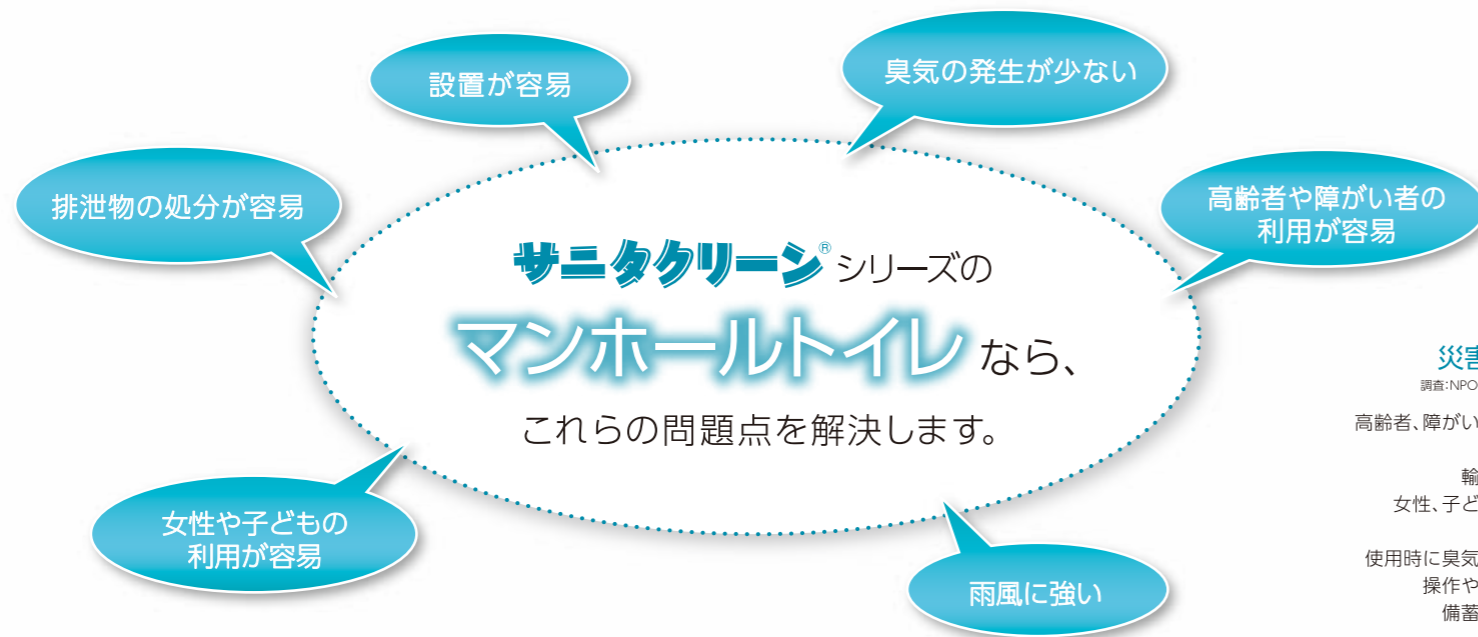 設置が容易
臭気の発生が少ない
排泄物の処分が容易
高齢者や障がい者の
利用が容易
サニタクリーン®シリーズの
マンホールトイレなら、
これらの問題点を解決します。
女性や子どもの
利用が容易
雨風に強い
災害
調査:NPO
高齢者、障がい
輸
女性、子ど
使用時に臭気
操作や
備蓄